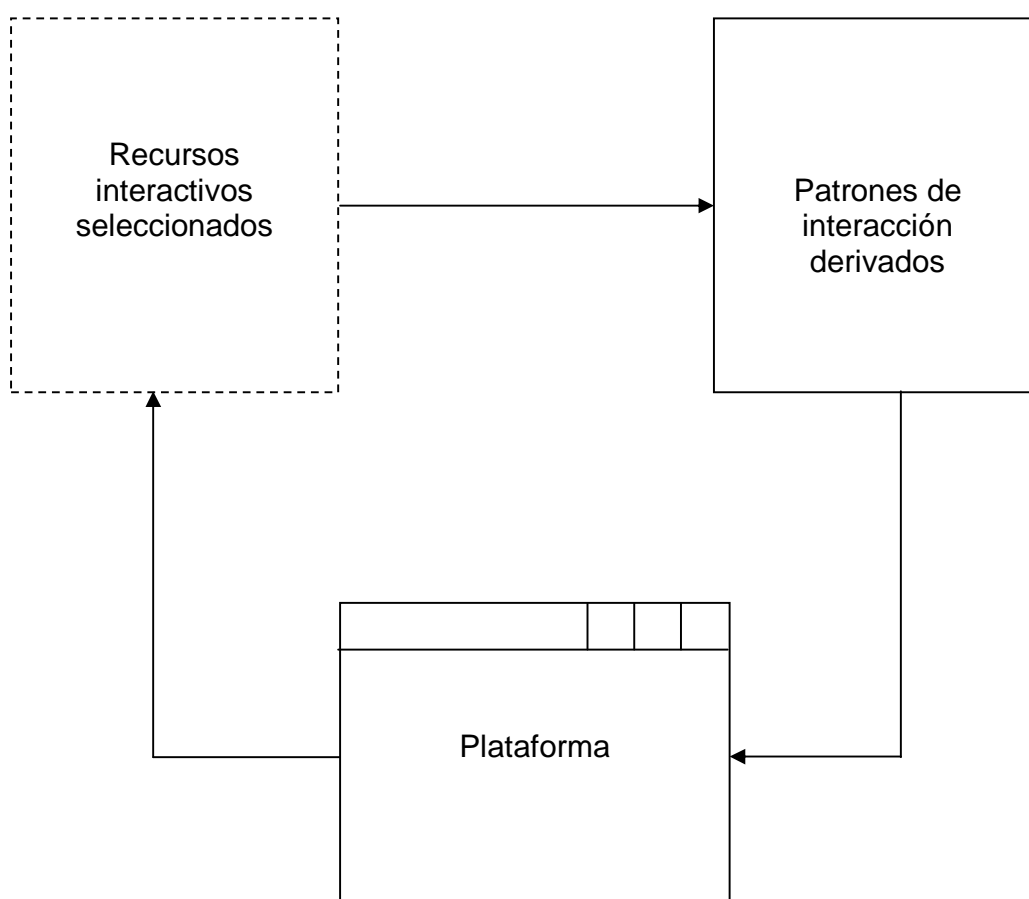 Recursos
interactivos
seleccionados
Patrones de
interacción
derivados
Plataforma